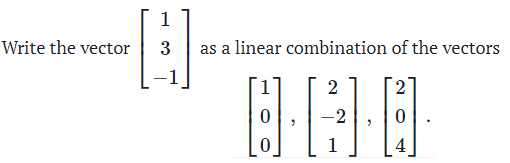 Write the vector [1 3 −1] as a linear combination of the vectors
[1 0 0], [2 −2 1], [2 0 4].